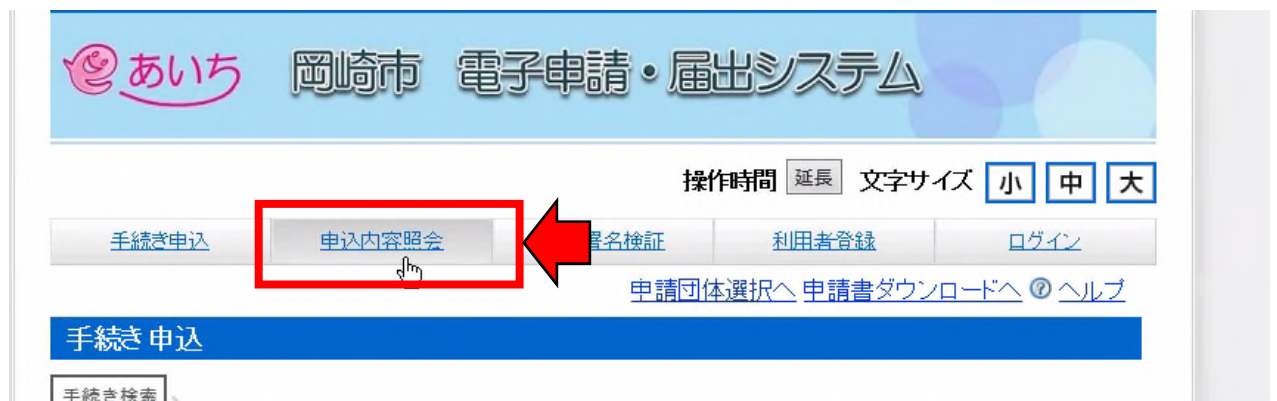 あいち 岡崎市 電子申請・届出システム
操作時間 延長 文字サイズ 小 中 大
手続き申込 申込内容照会 署名検証 利用者登録 ログイン
申請団体選択へ 申請書ダウンロードへ ヘルプ
手続き申込
手続き検索